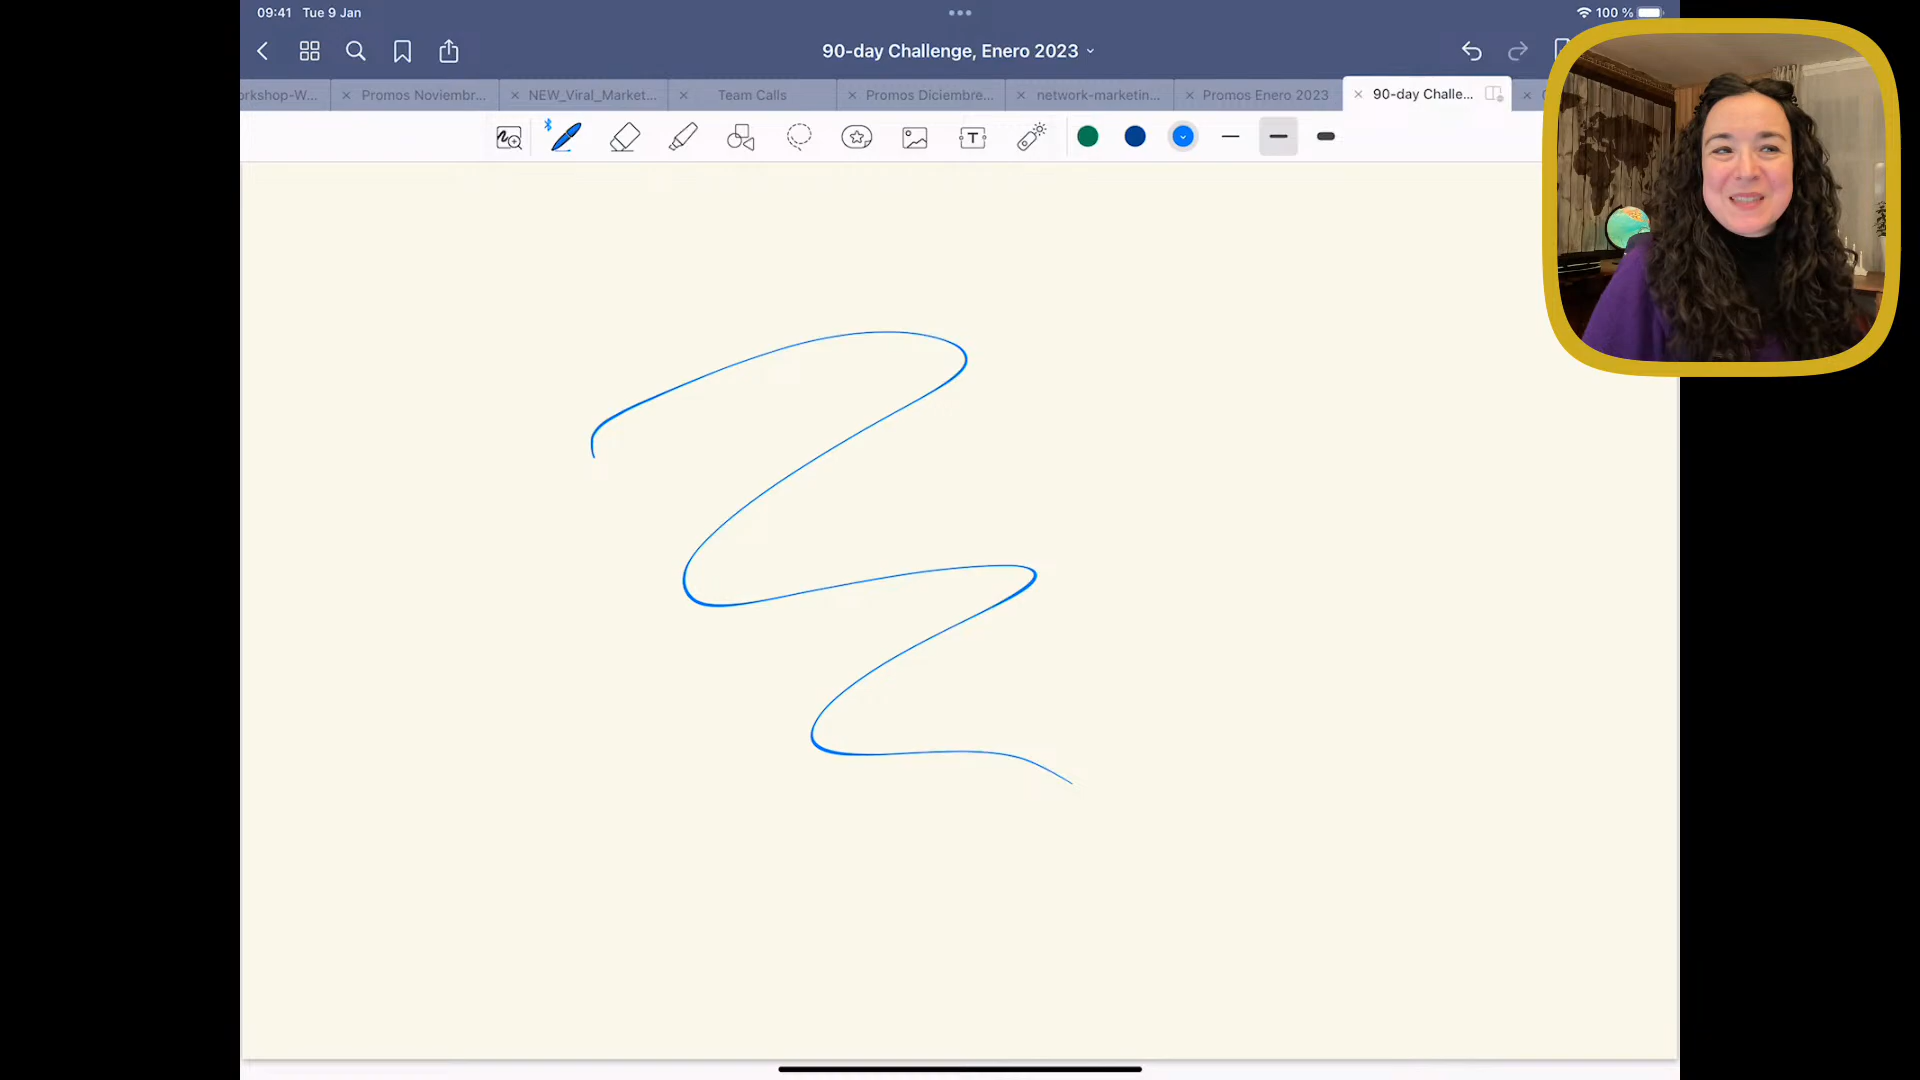 09:41 Tue 9 Jan
100 %
90-day Challenge, Enero 2023
orkshop-W... Promos Noviembr... NEW_Viral_Market... Team Calls Promos Diciembre... network-marketin... Promos Enero 2023 90-day Challe...
T